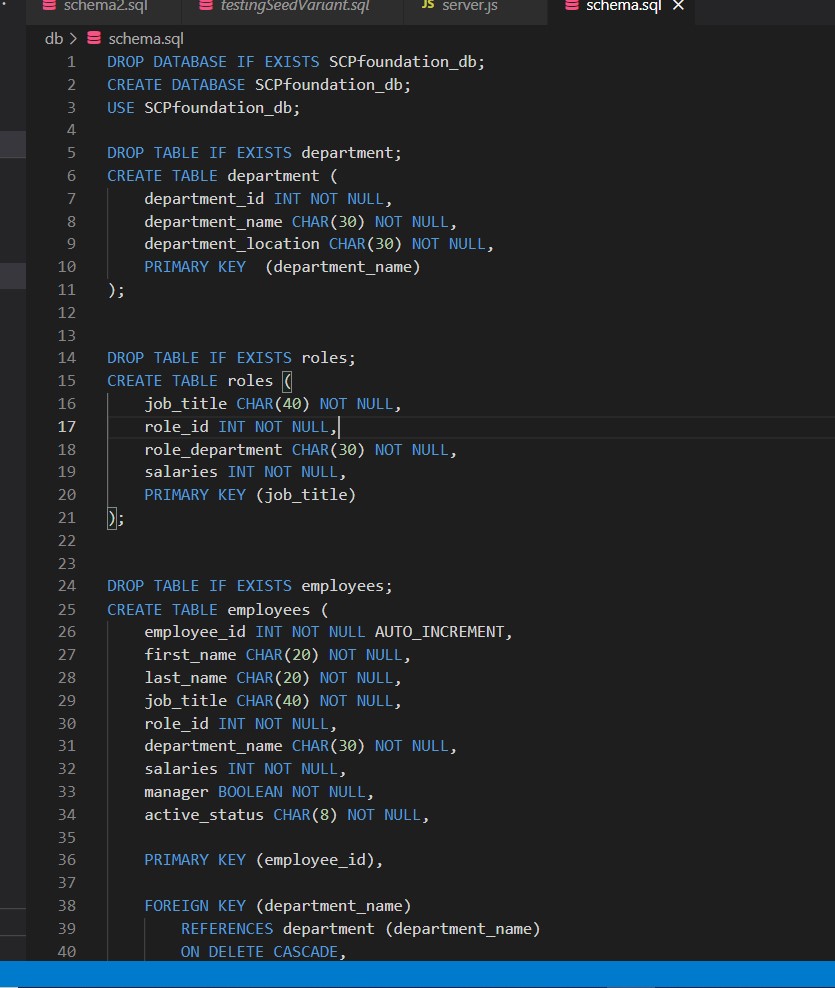 schema2.sql testingSeedVariant.sql JS server.js schema.sql ×
db > schema.sql
1 DROP DATABASE IF EXISTS SCPfoundation_db;
2 CREATE DATABASE SCPfoundation_db;
3 USE SCPfoundation_db;
4
5 DROP TABLE IF EXISTS department;
6 CREATE TABLE department (
7 department_id INT NOT NULL,
8 department_name CHAR(30) NOT NULL,
9 department_location CHAR(30) NOT NULL,
10 PRIMARY KEY  (department_name)
11 );
12
13
14 DROP TABLE IF EXISTS roles;
15 CREATE TABLE roles (
16 job_title CHAR(40) NOT NULL,
17 role_id INT NOT NULL,
18 role_department CHAR(30) NOT NULL,
19 salaries INT NOT NULL,
20 PRIMARY KEY (job_title)
21 );
22
23
24 DROP TABLE IF EXISTS employees;
25 CREATE TABLE employees (
26 employee_id INT NOT NULL AUTO_INCREMENT,
27 first_name CHAR(20) NOT NULL,
28 last_name CHAR(20) NOT NULL,
29 job_title CHAR(40) NOT NULL,
30 role_id INT NOT NULL,
31 department_name CHAR(30) NOT NULL,
32 salaries INT NOT NULL,
33 manager BOOLEAN NOT NULL,
34 active_status CHAR(8) NOT NULL,
35
36 PRIMARY KEY (employee_id),
37
38 FOREIGN KEY (department_name)
39 REFERENCES department (department_name)
40 ON DELETE CASCADE,